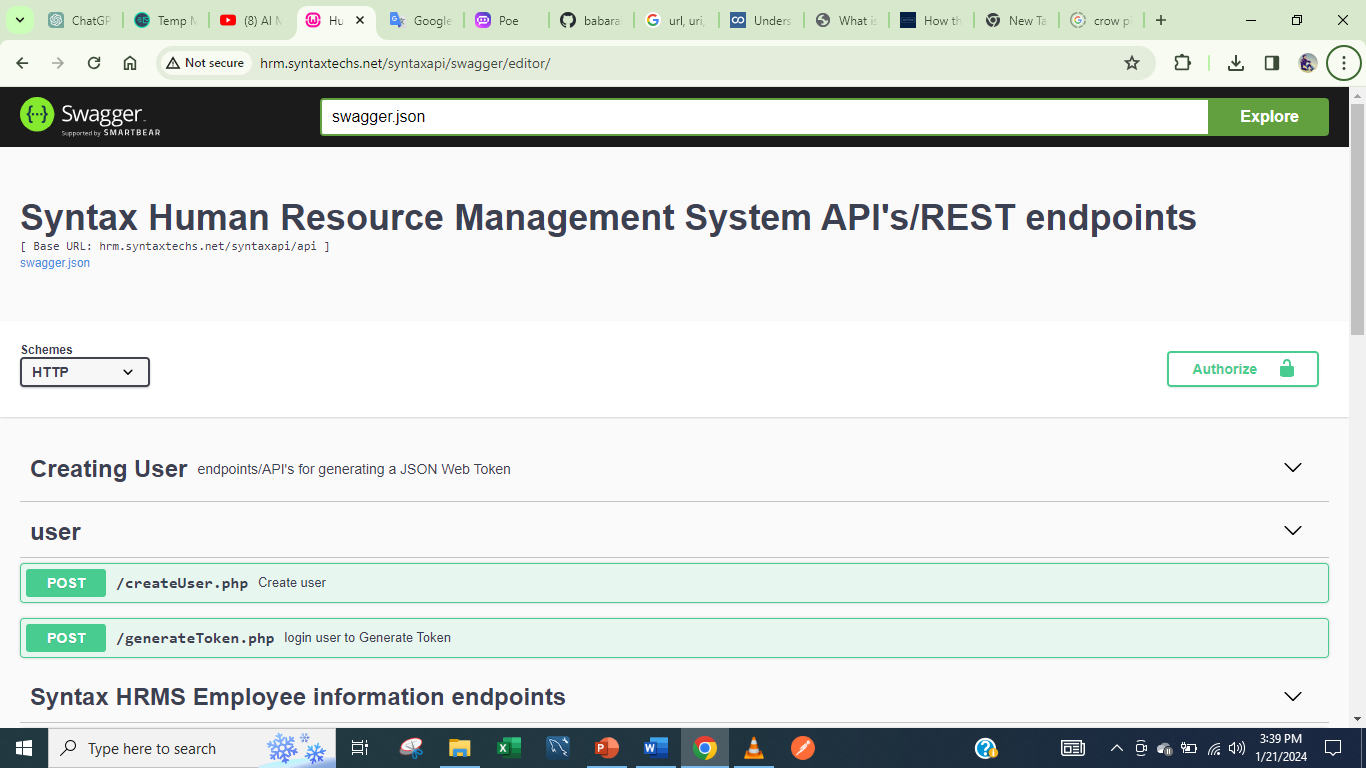 ChatGP
Temp M
(8) AI M
Hu
Google
Poe
babara
url, uri,
Unders
What is
How th
New Ta
crow p
Not secure
hrm.syntaxtechs.net/syntaxapi/swagger/editor/
Swagger
Supported by SMARTBEAR
swagger.json
Explore
Syntax Human Resource Management System API's/REST endpoints
[ Base URL: hrm.syntaxtechs.net/syntaxapi/api ]
swagger.json
Schemes
HTTP
Authorize
Creating User endpoints/API's for generating a JSON Web Token
user
POST /createUser.php Create user
POST /generateToken.php login user to Generate Token
Syntax HRMS Employee information endpoints
Type here to search
3:39 PM
1/21/2024